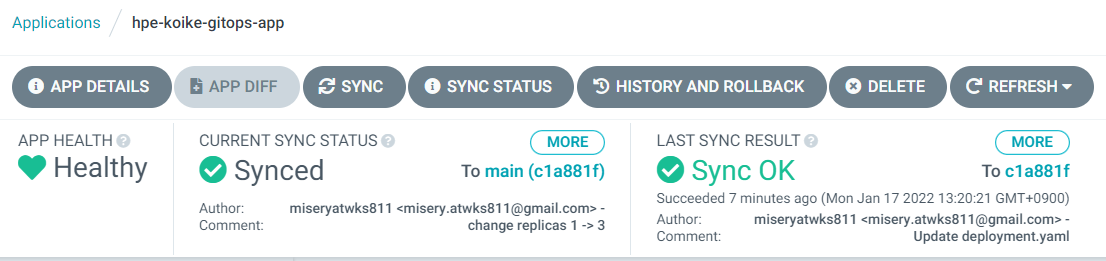 Applications / hpe-koike-gitops-app
APP DETAILS APP DIFF SYNC SYNC STATUS HISTORY AND ROLLBACK DELETE REFRESH
APP HEALTH
Healthy
CURRENT SYNC STATUS MORE
Synced To main (c1a881f)
Author: miseryatwks811 <misery.atwks811@gmail.com> -
Comment: change replicas 1 -> 3
LAST SYNC RESULT MORE
Sync OK To c1a881f
Succeeded 7 minutes ago (Mon Jan 17 2022 13:20:21 GMT+0900)
Author: miseryatwks811 <misery.atwks811@gmail.com> -
Comment: Update deployment.yaml